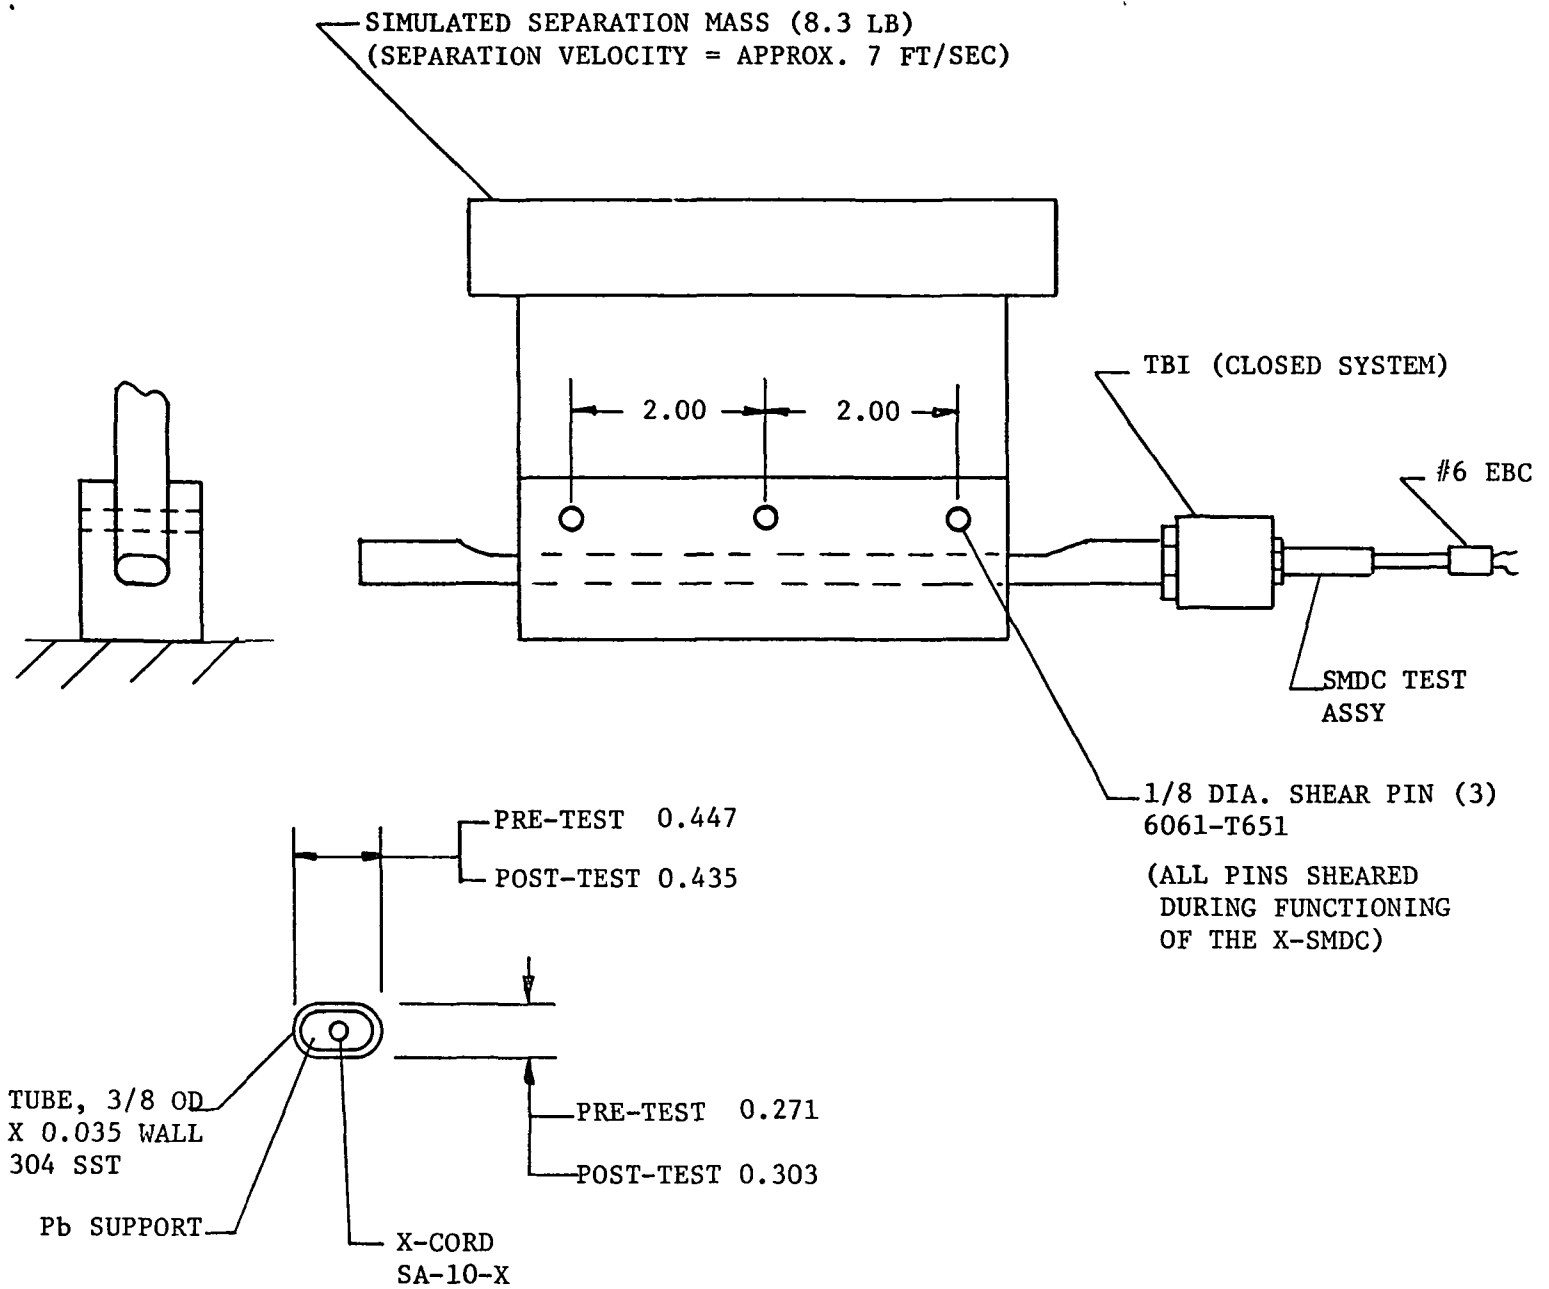 SIMULATED SEPARATION MASS (8.3 LB)
(SEPARATION VELOCITY = APPROX. 7 FT/SEC)
2.00
2.00
TBI (CLOSED SYSTEM)
#6 EBC
SMDC TEST
ASSY
1/8 DIA. SHEAR PIN (3)
6061-T651
(ALL PINS SHEARED
DURING FUNCTIONING
OF THE X-SMDC)
PRE-TEST 0.447
POST-TEST 0.435
TUBE, 3/8 OD
X 0.035 WALL
304 SST
Pb SUPPORT
X-CORD
SA-10-X
PRE-TEST 0.271
POST-TEST 0.303